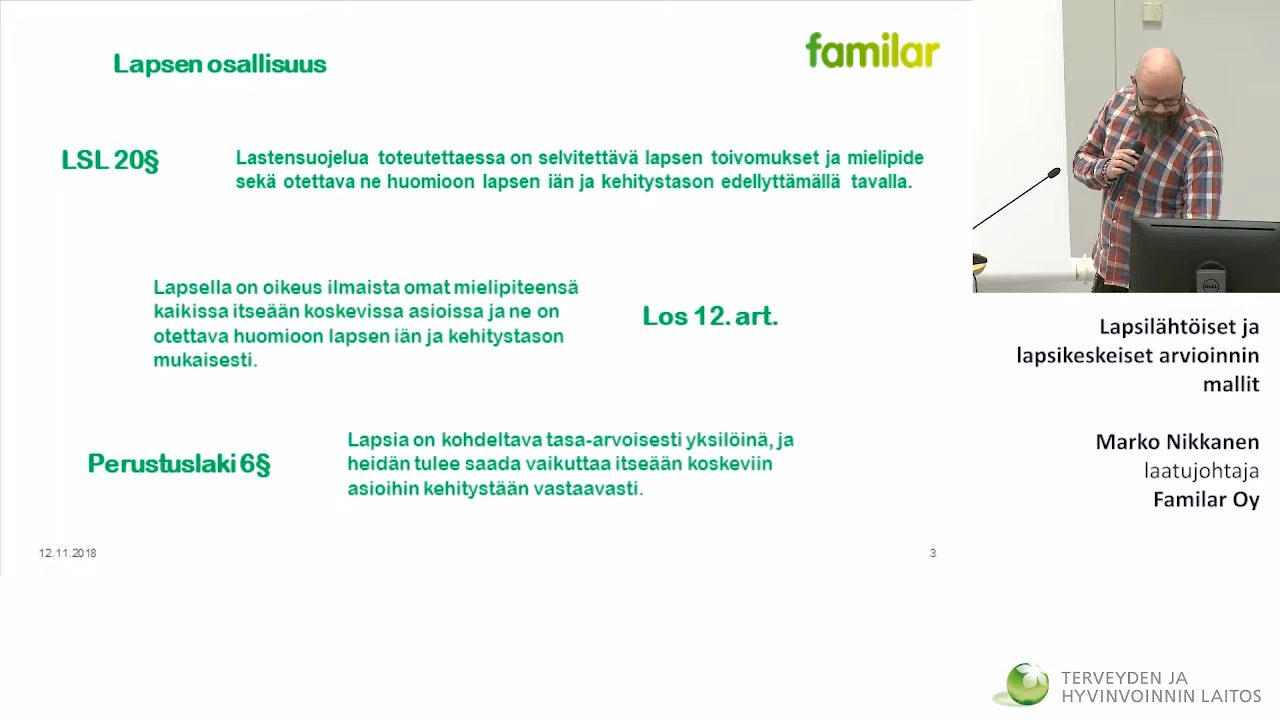 Lapsen osallisuus
familar
LSL 20§
Lastensuojelua toteutettaessa on selvitettävä lapsen toivomukset ja mielipide
sekä otettava ne huomioon lapsen iän ja kehitystason edellyttämällä tavalla.
Lapsella on oikeus ilmaista omat mielipiteensä
kaikissa itseään koskevissa asioissa ja ne on
otettava huomioon lapsen iän ja kehitystason
mukaisesti.
Los 12. art.
Perustuslaki 6§
Lapsia on kohdeltava tasa-arvoisesti yksilöinä, ja
heidän tulee saada vaikuttaa itseään koskeviin
asioihin kehitystään vastaavasti.
12.11.2018
3
DELL
Lapsilähtöiset ja
lapsikeskeiset arvioinnin
mallit
Marko Nikkanen
laatujohtaja
Familar Oy
TERVEYDEN JA
HYVINVOINNIN LAITOS